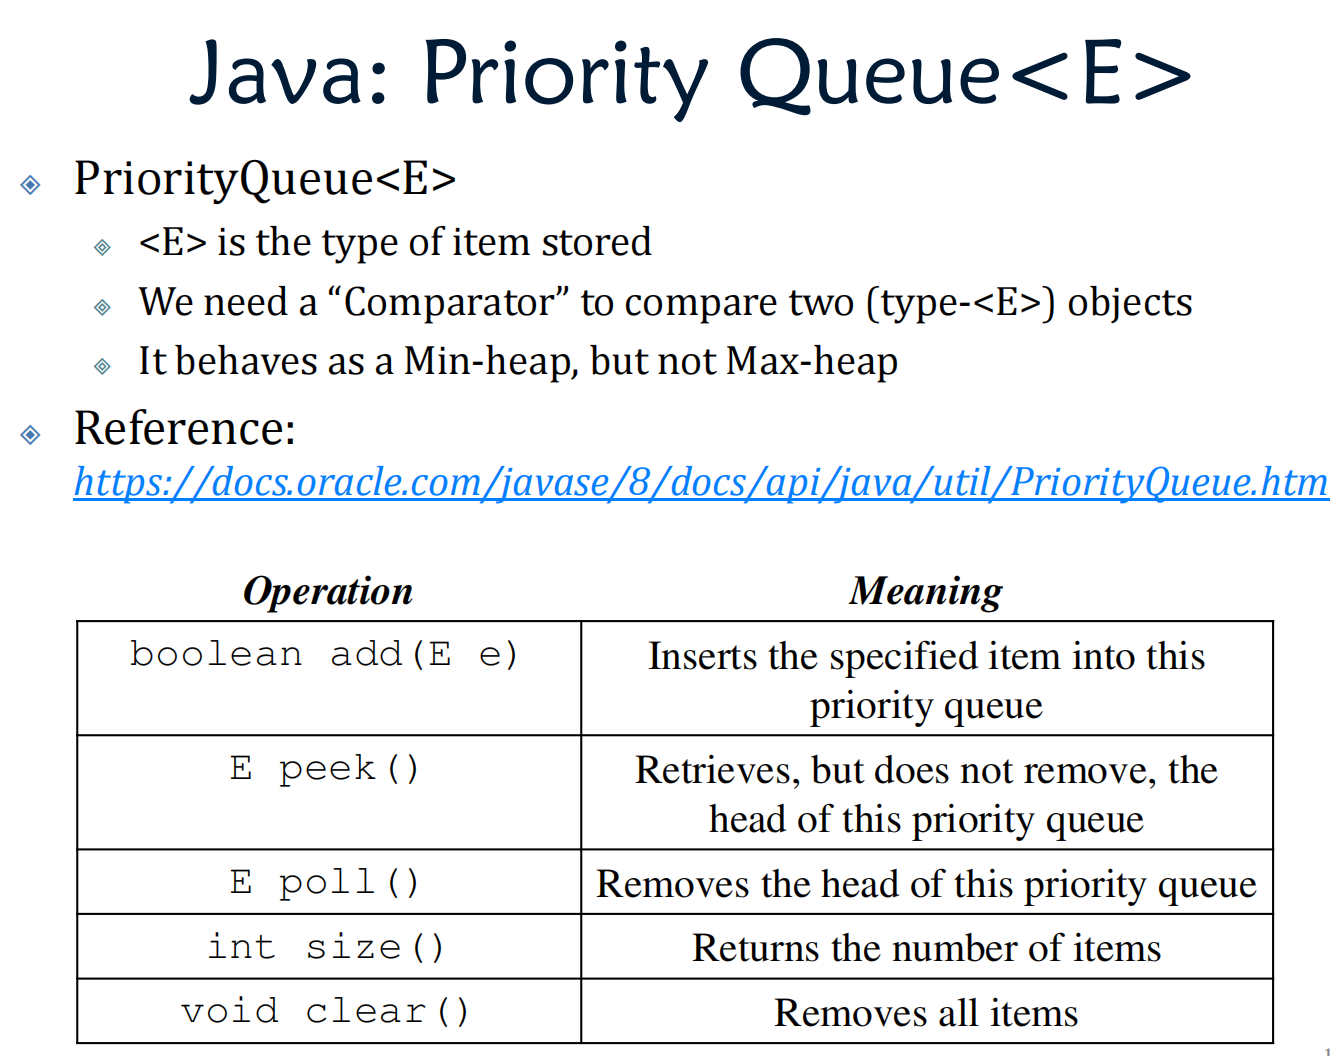 Java: Priority Queue<E>
PriorityQueue<E>
<E> is the type of item stored
We need a “Comparator” to compare two (type-<E>) objects
It behaves as a Min-heap, but not Max-heap
Reference:
https://docs.oracle.com/javase/8/docs/api/java/util/PriorityQueue.htm
Operation Meaning
boolean add(E e) Inserts the specified item into this
priority queue
E peek() Retrieves, but does not remove, the
head of this priority queue
E poll() Removes the head of this priority queue
int size() Returns the number of items
void clear() Removes all items